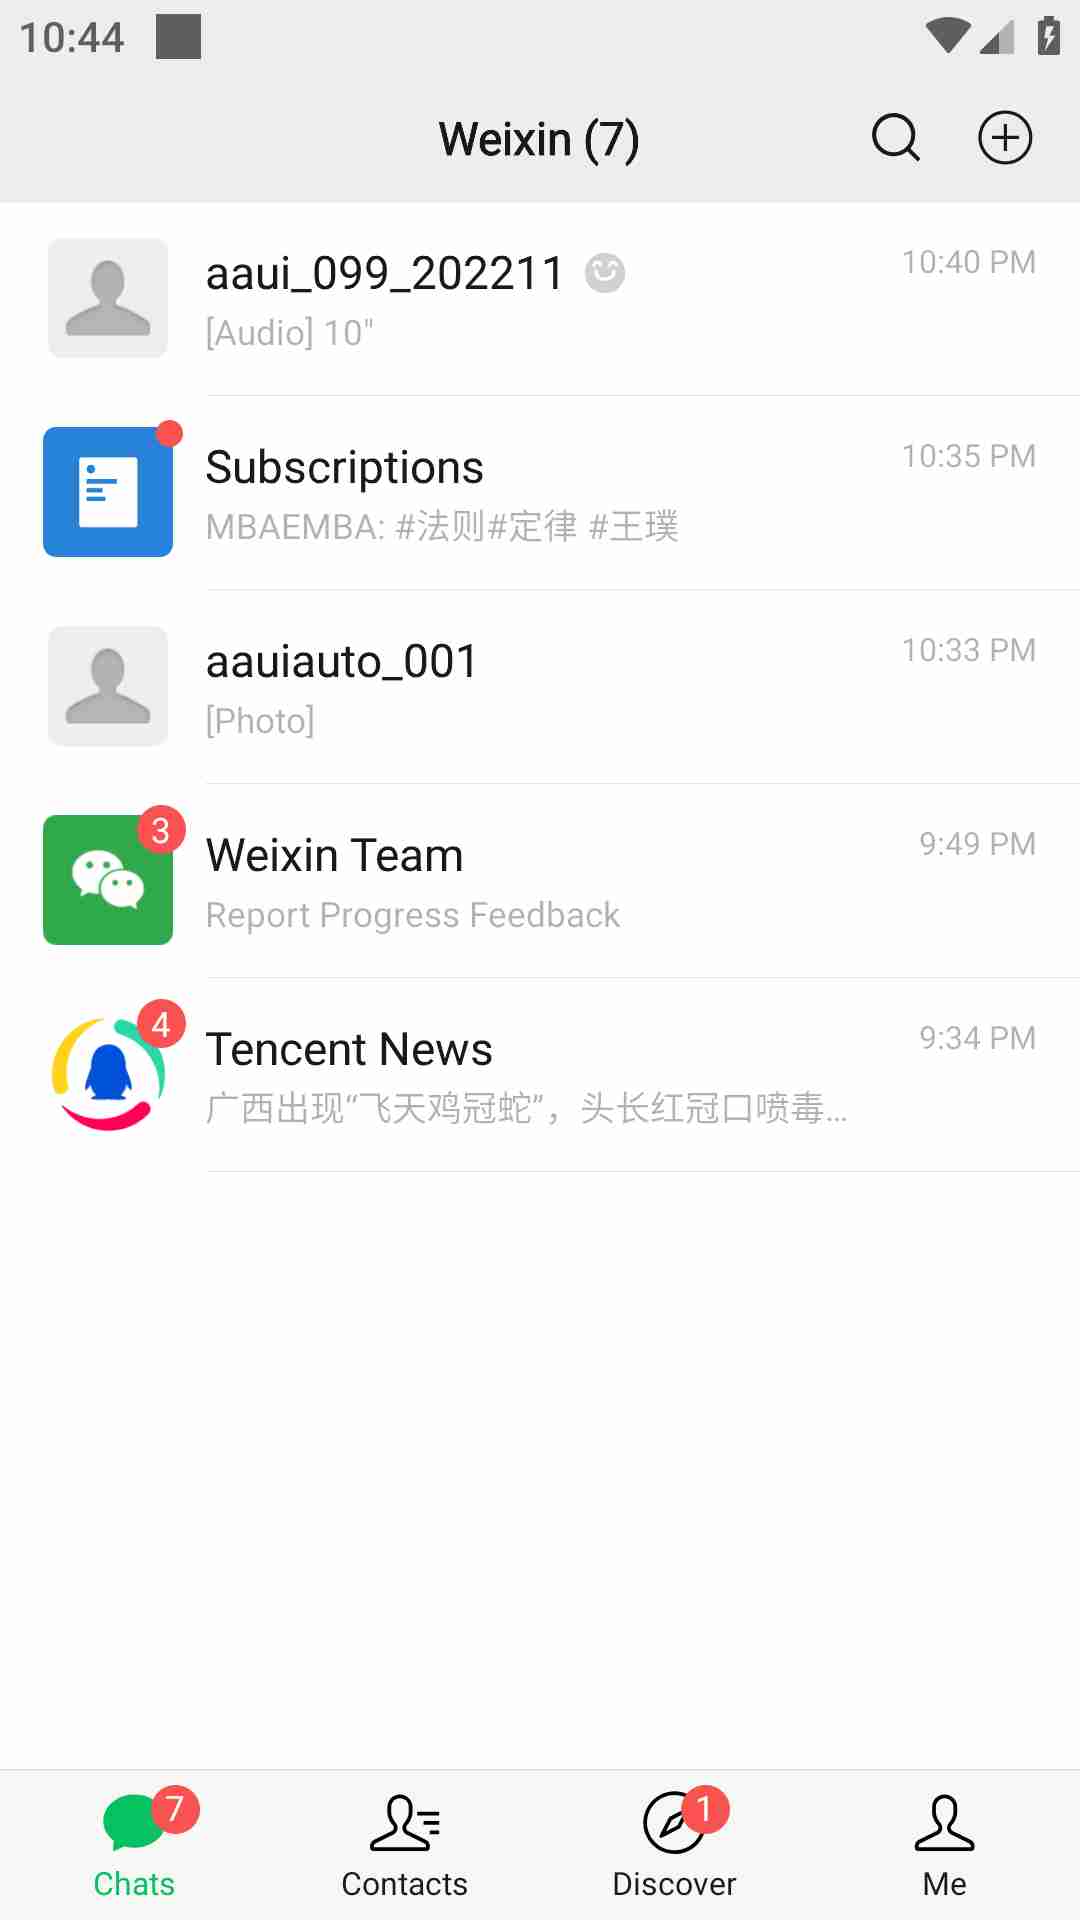 10:44
Weixin (7)
aaui_099_202211
10:40 PM
[Audio] 10"
Subscriptions
10:35 PM
MBAEMBA: #法则#定律 #王璞
aauiauto_001
10:33 PM
[Photo]
3
Weixin Team
9:49 PM
Report Progress Feedback
4
Tencent News
9:34 PM
广西出现“飞天鸡冠蛇”，头长红冠口喷毒...
7
1
Chats
Contacts
Discover
Me